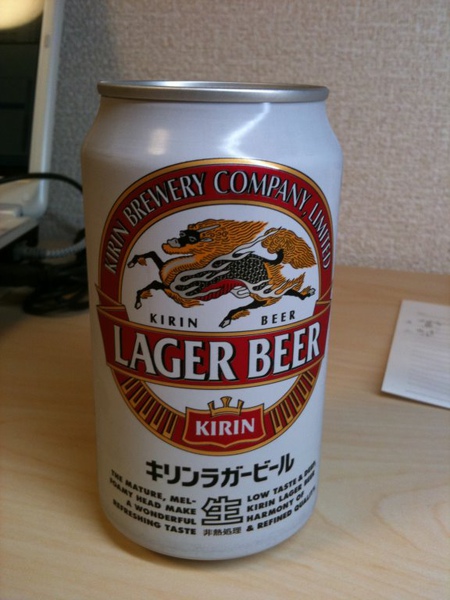 KIRIN BREWERY COMPANY, LIMITED
KIRIN BEER
LAGER BEER
KIRIN
キリンラガービール
THE MATURE, MEL-
FOAMY HEAD MAKE
A WONDERFUL
REFRESHING TASTE
生
非熱処理
LOW TASTE &
KIRIN LAGER
HARMONY OF
& REFINED QUALITY